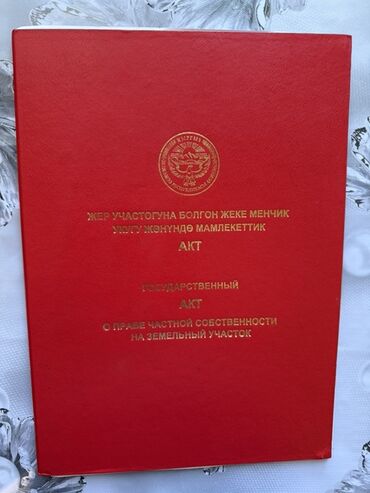 ЖЕР УЧАСТОГУНА БОЛГОН ЖЕКЕ МЕНЧИК
УКУГУ ЖӨНҮНДӨ МАМЛЕКЕТТИК
АКТ
ГОСУДАРСТВЕННЫЙ
АКТ
О ПРАВЕ ЧАСТНОЙ СОБСТВЕННОСТИ
НА ЗЕМЕЛЬНЫЙ УЧАСТОК